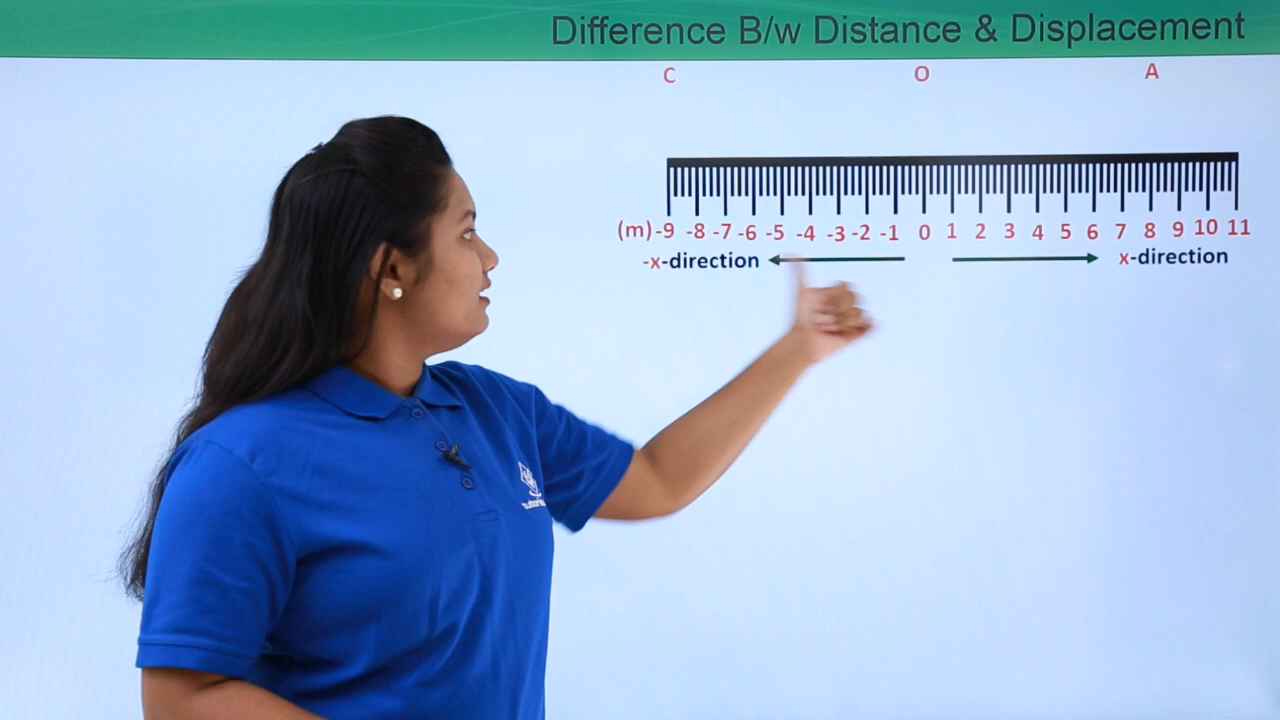 Difference B/w Distance & Displacement
C O A
(m) -9 -8 -7 -6 -5 -4 -3 -2 -1 0 1 2 3 4 5 6 7 8 9 10 11
-x-direction x-direction